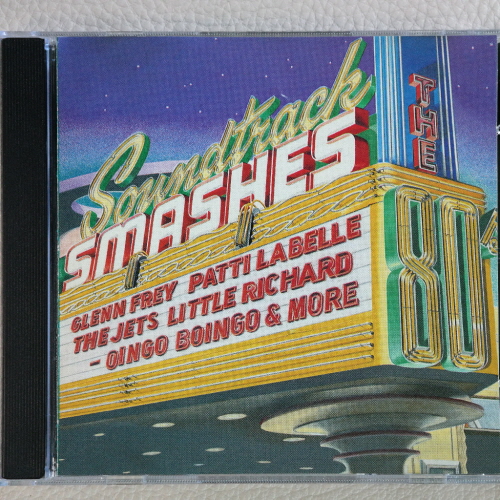 Soundtrack
SMASHES
THE
80
GLENN FREY PATTI LABELLE
THE JETS LITTLE RICHARD
- OINGO BOINGO & MORE